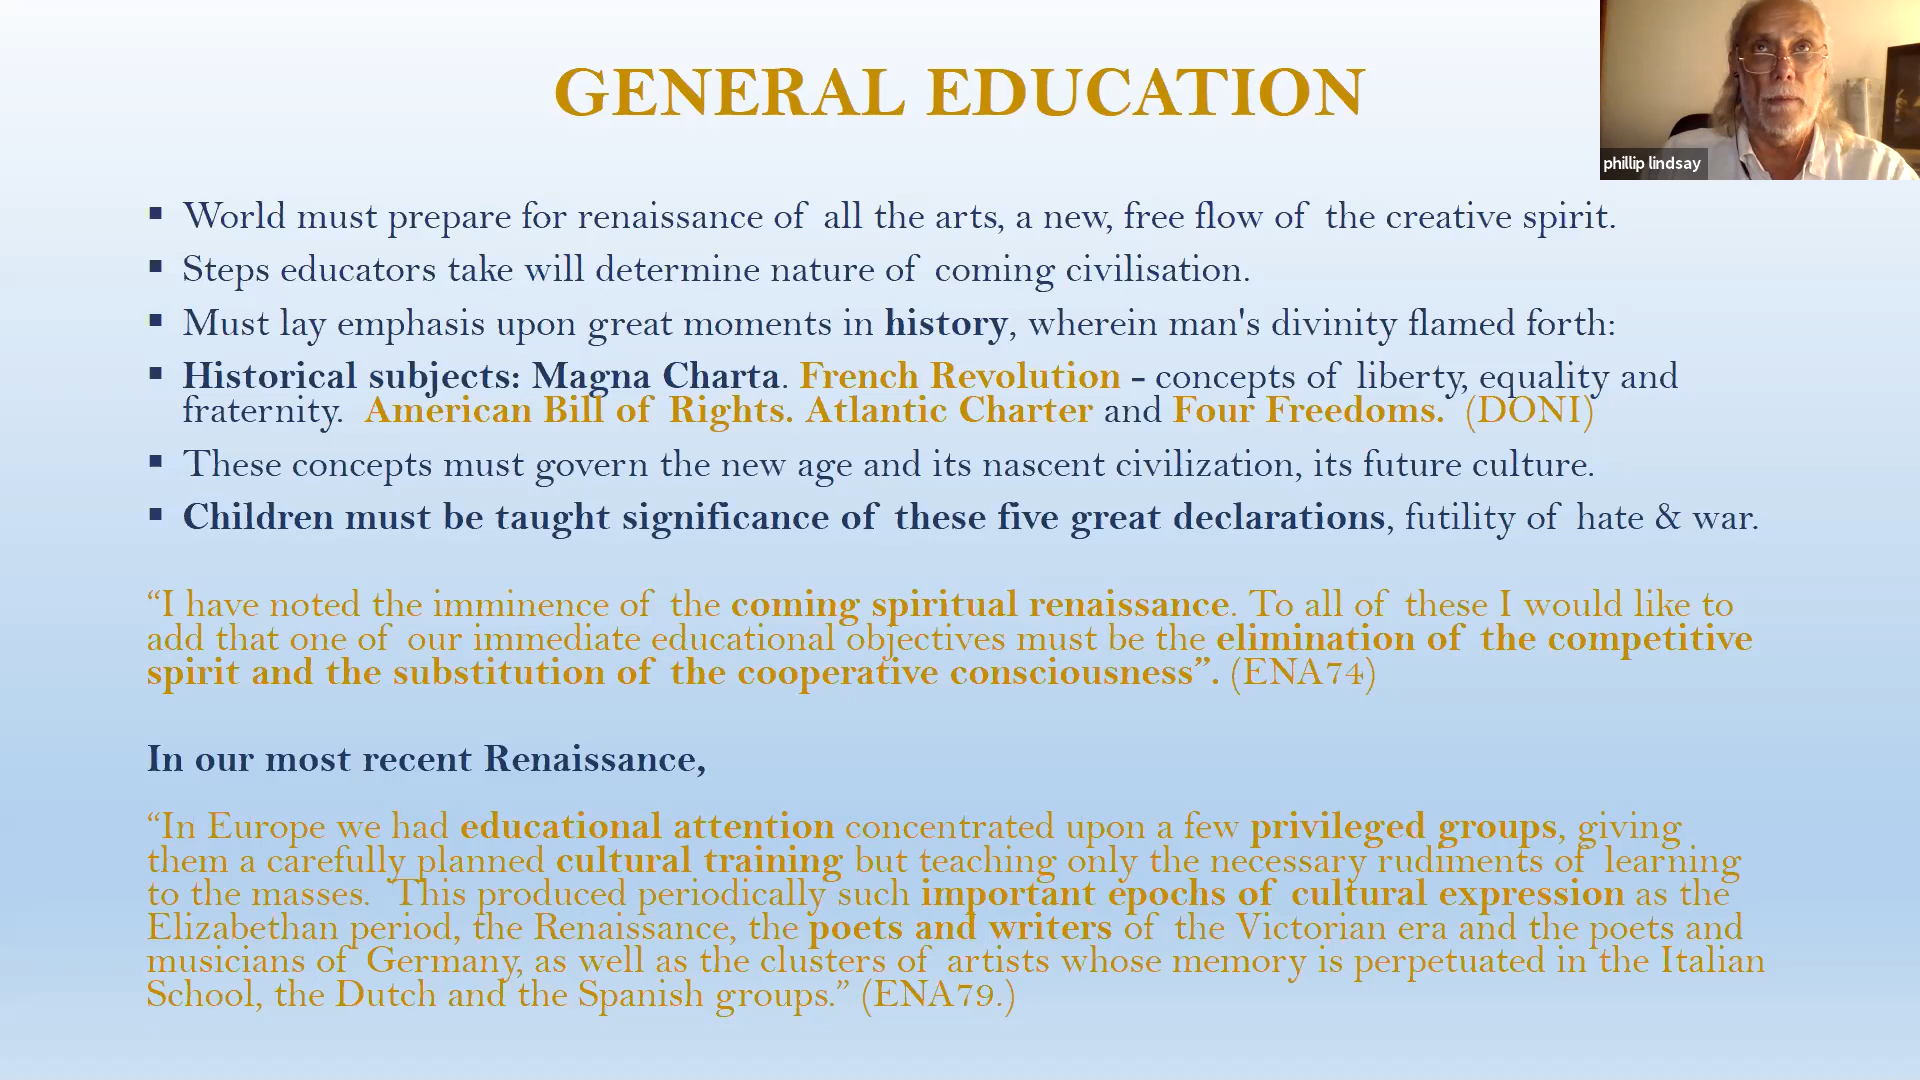 GENERAL EDUCATION
phillip lindsay
▪ World must prepare for renaissance of all the arts, a new, free flow of the creative spirit.
▪ Steps educators take will determine nature of coming civilisation.
▪ Must lay emphasis upon great moments in history, wherein man's divinity flamed forth:
▪ Historical subjects: Magna Charta. French Revolution - concepts of liberty, equality and
fraternity. American Bill of Rights. Atlantic Charter and Four Freedoms. (DONI)
▪ These concepts must govern the new age and its nascent civilization, its future culture.
▪ Children must be taught significance of these five great declarations, futility of hate & war.
“I have noted the imminence of the coming spiritual renaissance. To all of these I would like to
add that one of our immediate educational objectives must be the elimination of the competitive
spirit and the substitution of the cooperative consciousness”. (ENA74)
In our most recent Renaissance,
“In Europe we had educational attention concentrated upon a few privileged groups, giving
them a carefully planned cultural training but teaching only the necessary rudiments of learning
to the masses. This produced periodically such important epochs of cultural expression as the
Elizabethan period, the Renaissance, the poets and writers of the Victorian era and the poets and
musicians of Germany, as well as the clusters of artists whose memory is perpetuated in the Italian
School, the Dutch and the Spanish groups.” (ENA79.)